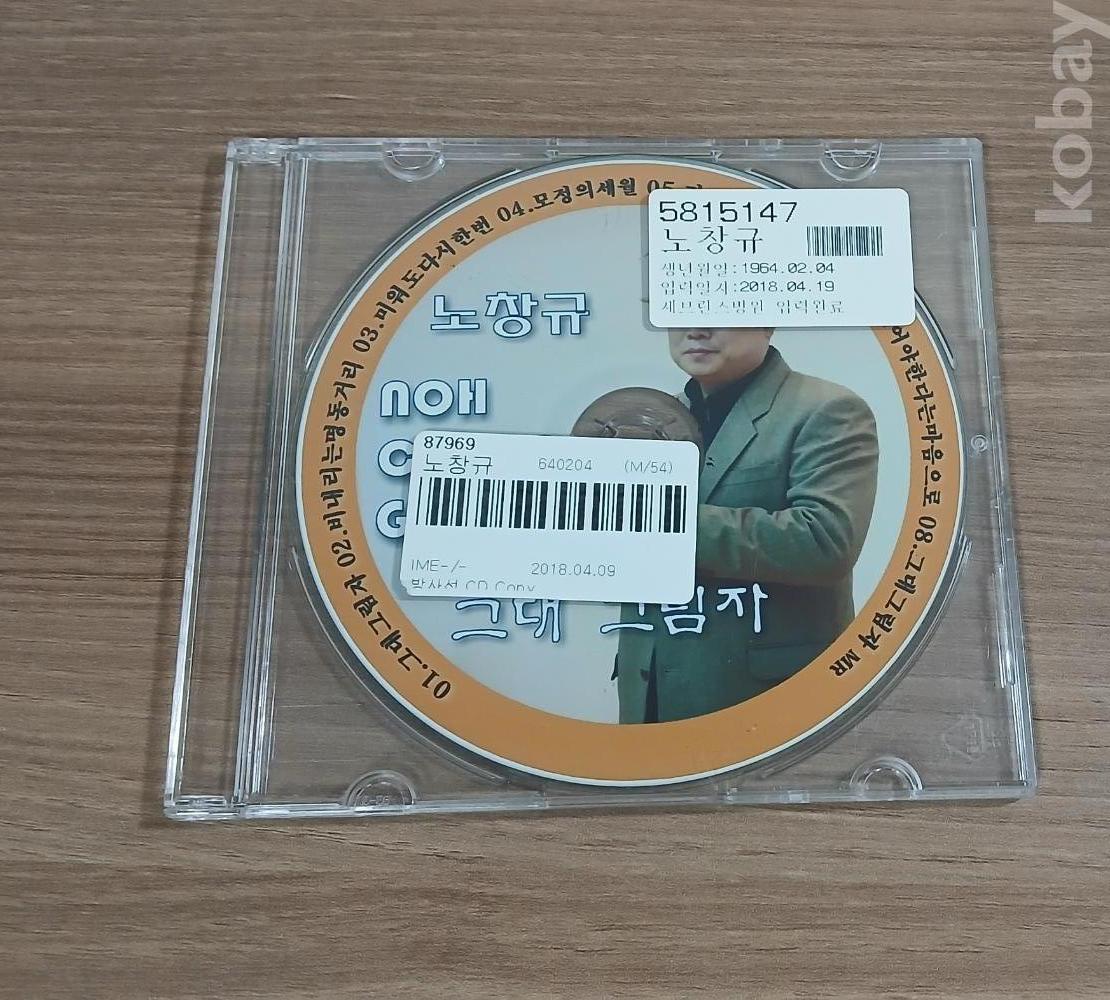 kobay
01.그대그림자 02.비내리는명동거리 03.미워도다시한번 04.모정의세월 05.
어야한다는마음으로 08.그대그림자 MR
5815147
노창규
생년월일:1964.02.04
입력일자:2018.04.19
세브란스병원 입력완료
노창규
NOH
C
G
87969
노창규 640204 (M/54)
IME-/- 2018.04.09
방사선 CD Copy
그대 그림자